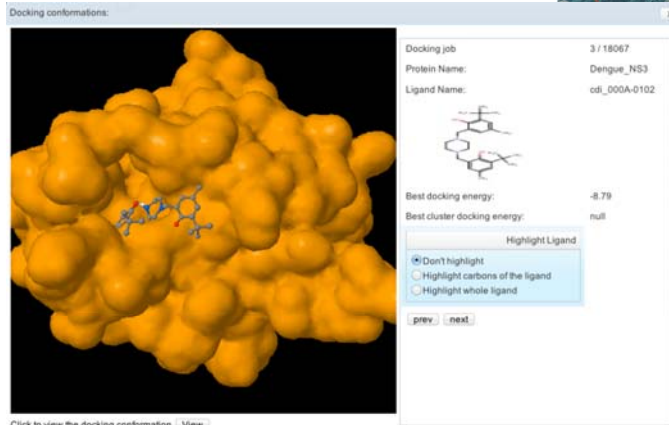 Docking conformations:
Docking job 3 / 18067
Protein Name: Dengue_NS3
Ligand Name: cdi_000A-0102
Best docking energy: -8.79
Best cluster docking energy: null
Highlight Ligand
Don't highlight
Highlight carbons of the ligand
Highlight whole ligand
prev next
Click to view the docking conformation View